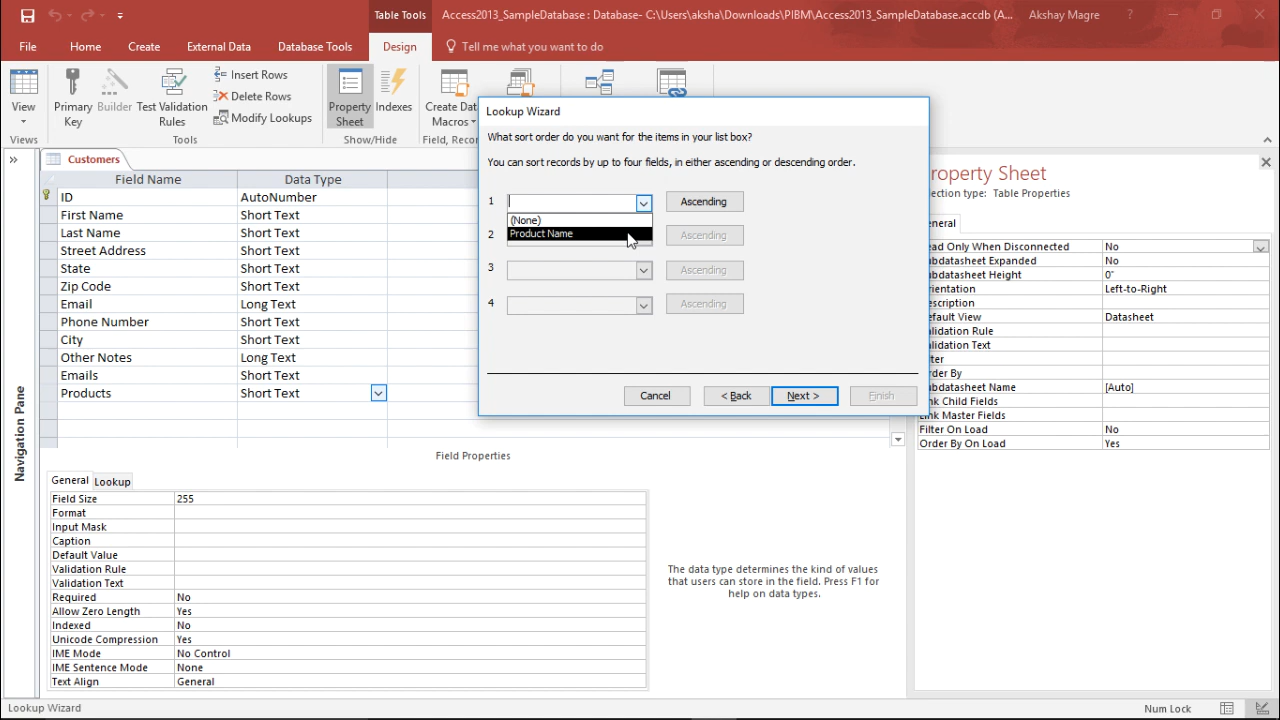 Table Tools
Access2013_SampleDatabase : Database- C:\Users\aksha\Downloads\PIBM\Access2013_SampleDatabase.accdb (A...
Akshay Magre
?
File
Home
Create
External Data
Database Tools
Design
Tell me what you want to do
View
Primary Key
Builder
Test Validation Rules
Insert Rows
Delete Rows
Modify Lookups
Property Sheet
Indexes
Create Data Macros
Views
Tools
Show/Hide
Field, Recor
Customers
Field Name
Data Type
ID AutoNumber
First Name Short Text
Last Name Short Text
Street Address Short Text
State Short Text
Zip Code Short Text
Email Long Text
Phone Number Short Text
City Short Text
Other Notes Long Text
Emails Short Text
Products Short Text
Navigation Pane
Lookup Wizard
What sort order do you want for the items in your list box?
You can sort records by up to four fields, in either ascending or descending order.
1 Ascending
(None)
Product Name
2 Ascending
3 Ascending
4 Ascending
Cancel
< Back
Next >
Finish
roperty Sheet
lection type: Table Properties
eneral
ead Only When Disconnected No
ubdatasheet Expanded No
ubdatasheet Height 0"
rientation Left-to-Right
escription
efault View Datasheet
alidation Rule
alidation Text
lter
rder By
ubdatasheet Name [Auto]
nk Child Fields
nk Master Fields
Filter On Load No
Order By On Load Yes
Field Properties
General
Lookup
Field Size 255
Format
Input Mask
Caption
Default Value
Validation Rule
Validation Text
Required No
Allow Zero Length Yes
Indexed No
Unicode Compression Yes
IME Mode No Control
IME Sentence Mode None
Text Align General
The data type determines the kind of values
that users can store in the field. Press F1 for
help on data types.
Lookup Wizard
Num Lock